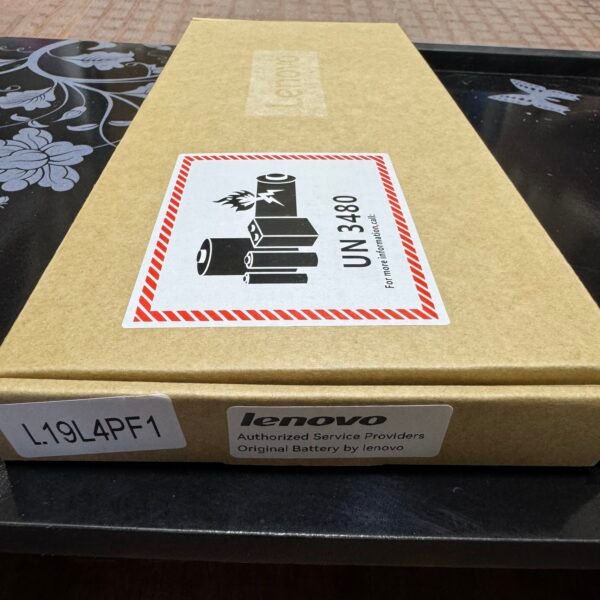 Lenovo
UN 3480
For more information, call:
L19L4PF1
lenovo
Authorized Service Providers
Original Battery by lenovo